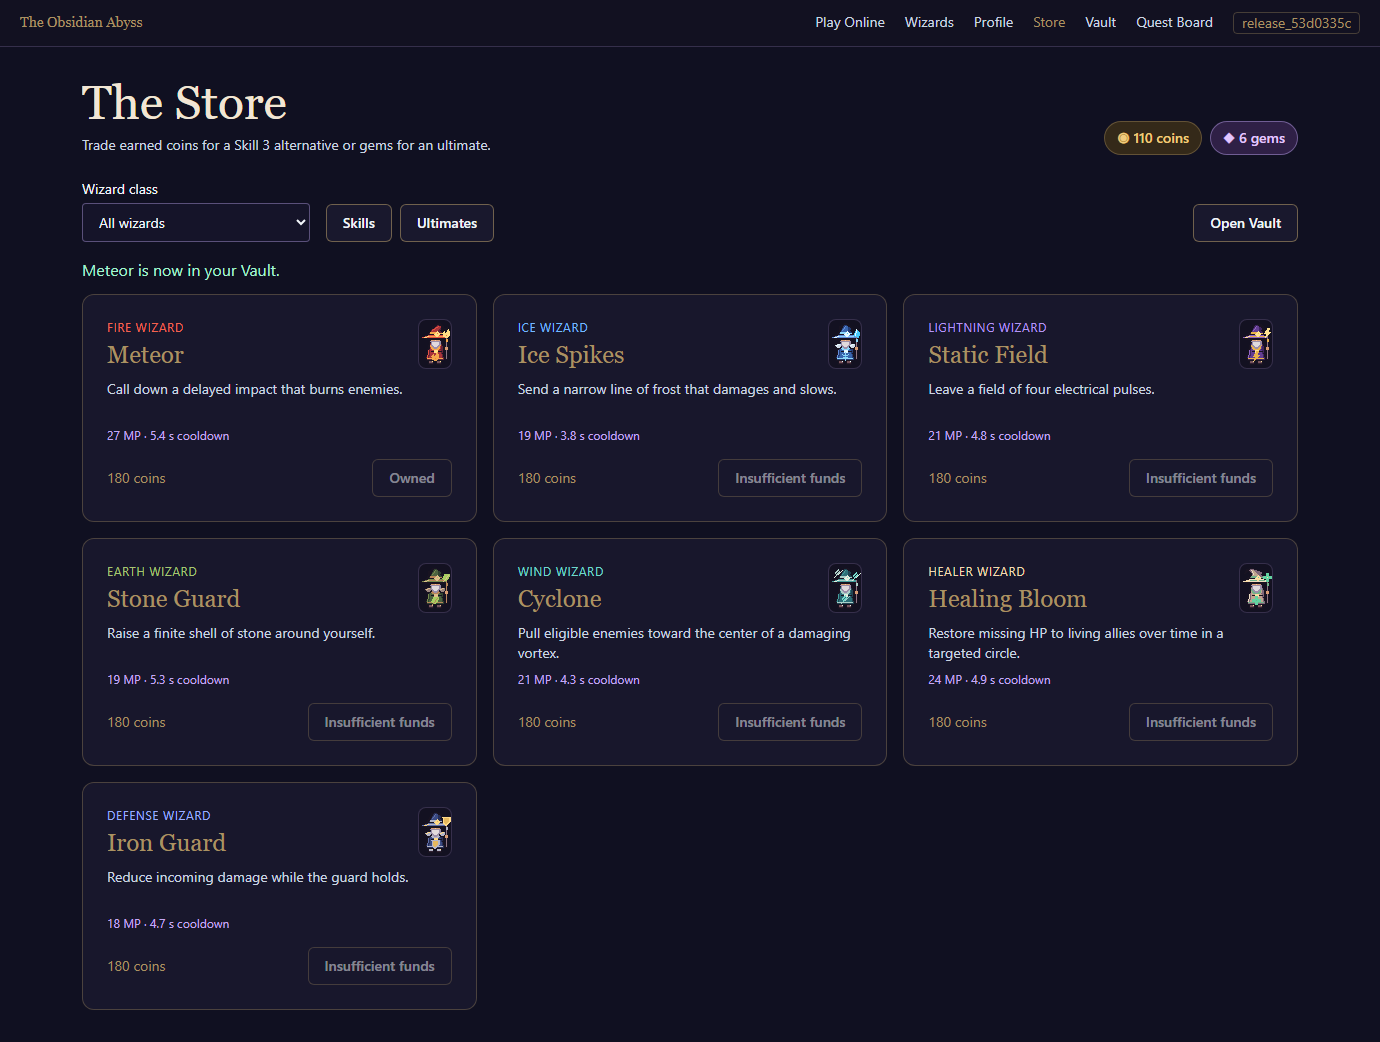 The Obsidian Abyss
Play Online
Wizards
Profile
Store
Vault
Quest Board
release_53d0335c
The Store
Trade earned coins for a Skill 3 alternative or gems for an ultimate.
110 coins
6 gems
Wizard class
All wizards
Skills
Ultimates
Open Vault
Meteor is now in your Vault.
FIRE WIZARD
Meteor
Call down a delayed impact that burns enemies.
27 MP · 5.4 s cooldown
180 coins
Owned
ICE WIZARD
Ice Spikes
Send a narrow line of frost that damages and slows.
19 MP · 3.8 s cooldown
180 coins
Insufficient funds
LIGHTNING WIZARD
Static Field
Leave a field of four electrical pulses.
21 MP · 4.8 s cooldown
180 coins
Insufficient funds
EARTH WIZARD
Stone Guard
Raise a finite shell of stone around yourself.
19 MP · 5.3 s cooldown
180 coins
Insufficient funds
WIND WIZARD
Cyclone
Pull eligible enemies toward the center of a damaging
vortex.
21 MP · 4.3 s cooldown
180 coins
Insufficient funds
HEALER WIZARD
Healing Bloom
Restore missing HP to living allies over time in a
targeted circle.
24 MP · 4.9 s cooldown
180 coins
Insufficient funds
DEFENSE WIZARD
Iron Guard
Reduce incoming damage while the guard holds.
18 MP · 4.7 s cooldown
180 coins
Insufficient funds